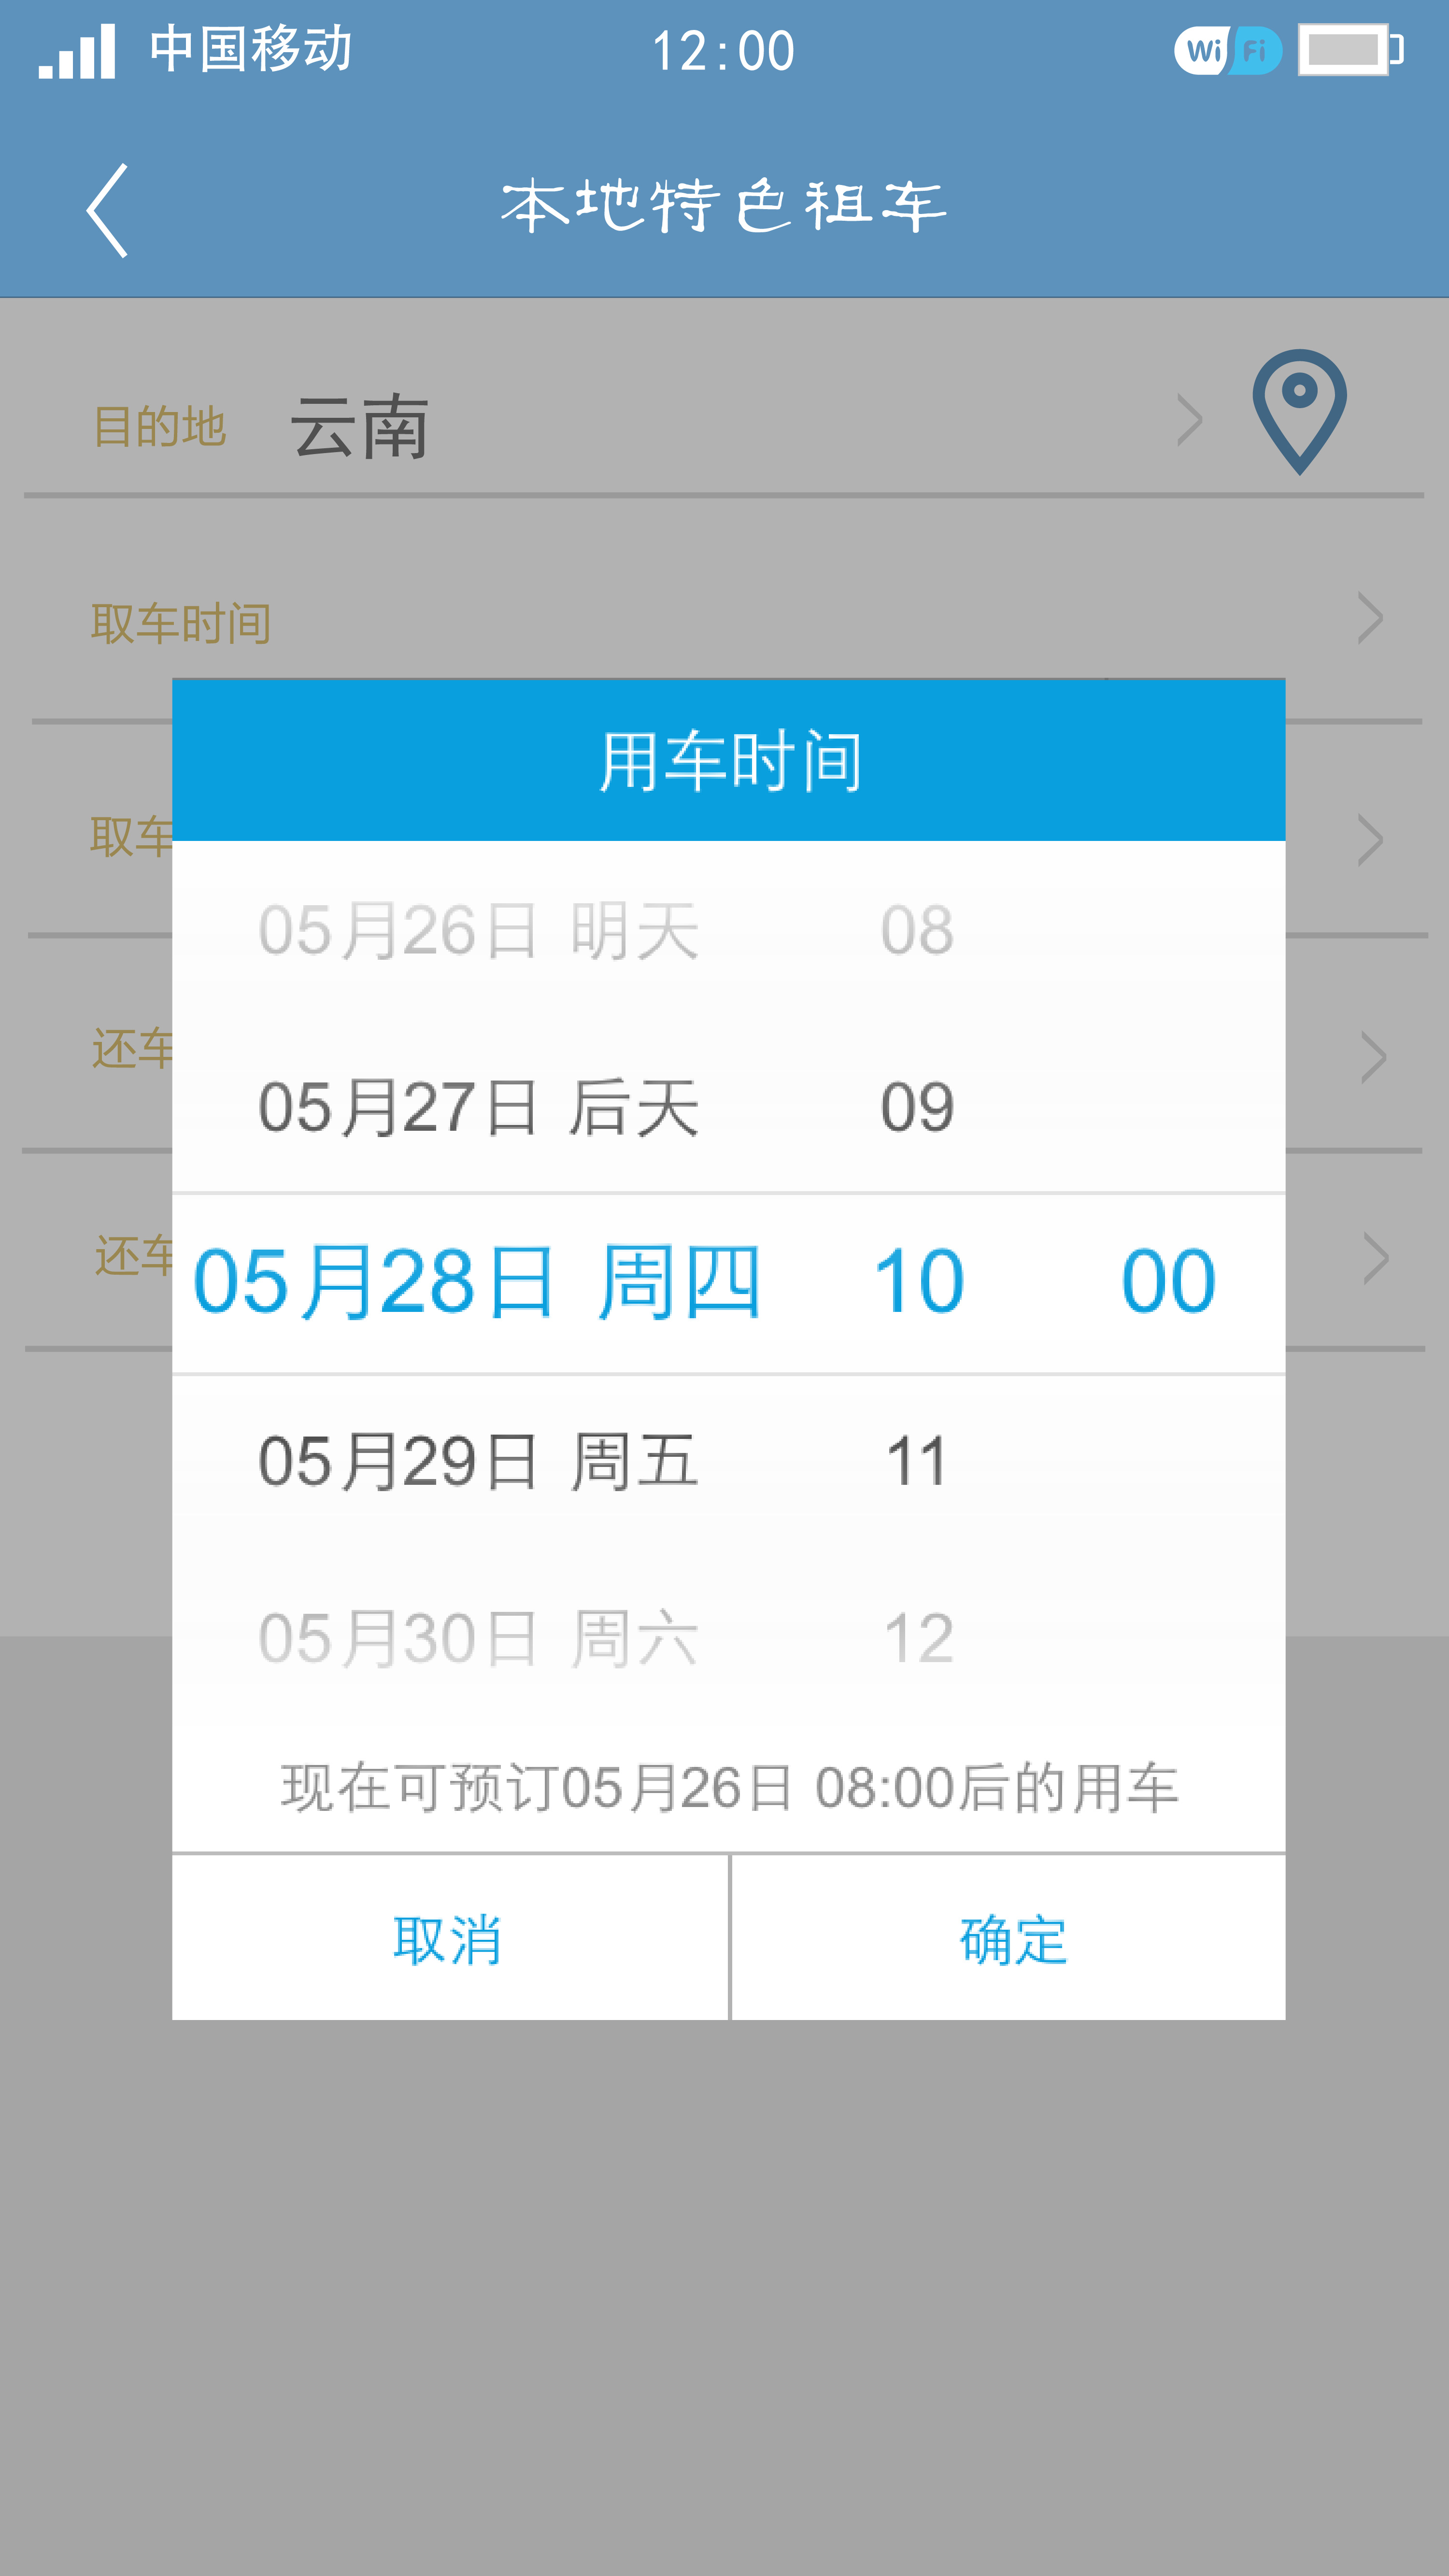 中国移动 12:00 Wi Fi
本地特色租车
目的地 云南
取车时间
用车时间
取车
05月26日 明天 08
还车
05月27日 后天 09
还车
05月28日 周四 10 00
05月29日 周五 11
05月30日 周六 12
现在可预订05月26日 08:00后的用车
取消 确定